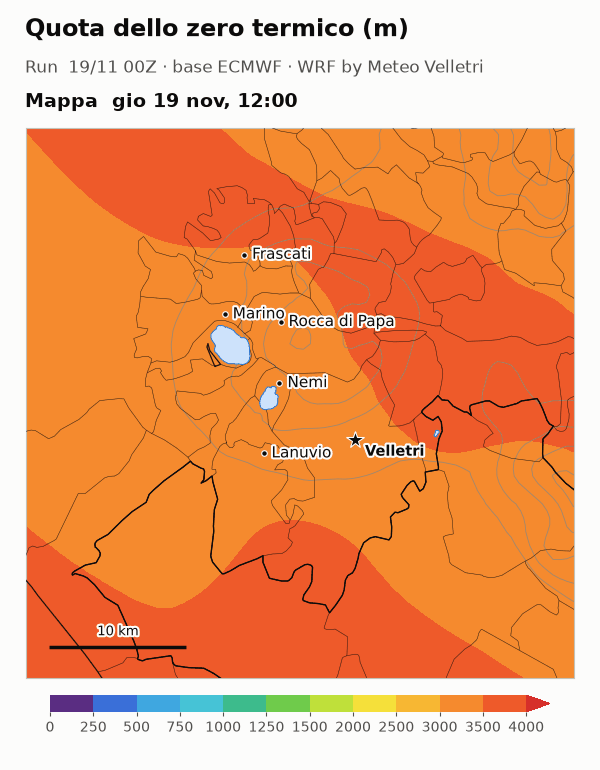 Quota dello zero termico (m)
Run  19/11 00Z · base ECMWF · WRF by Meteo Velletri
Mappa  gio 19 nov, 12:00
Frascati
Marino
Rocca di Papa
Nemi
Velletri
Lanuvio
10 km
0 250 500 750 1000 1250 1500 2000 2500 3000 3500 4000